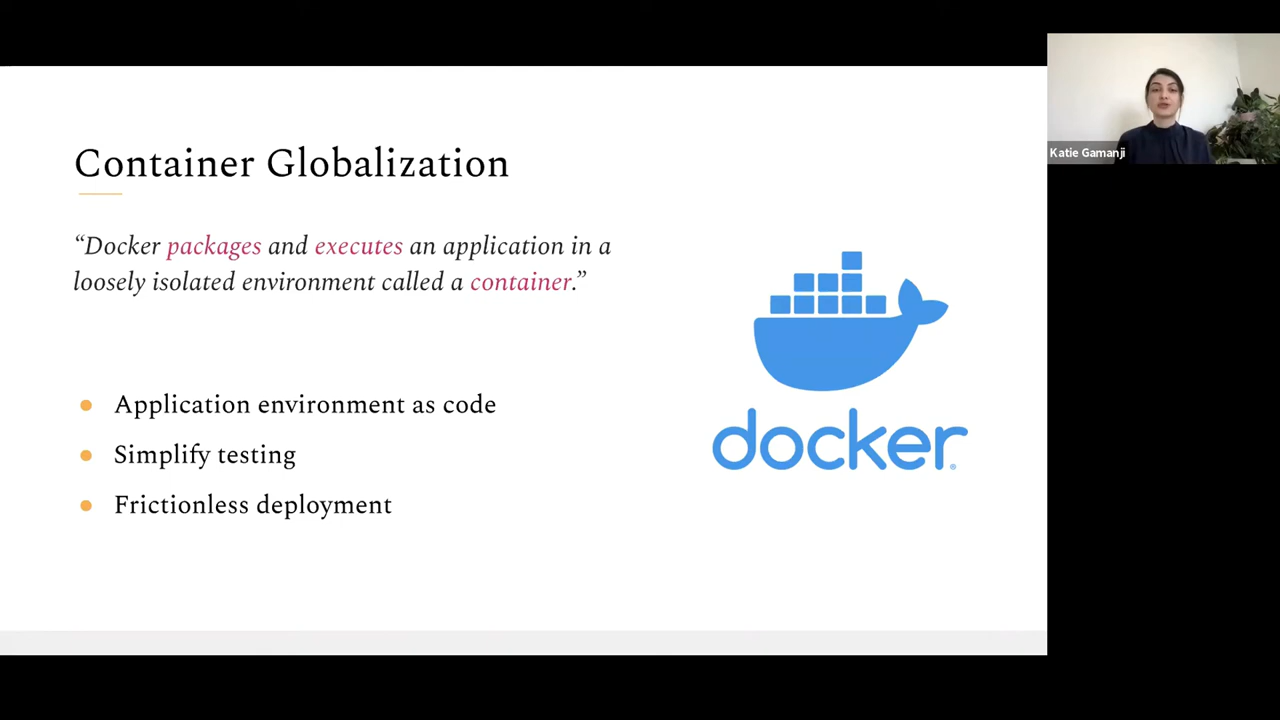 Container Globalization
“Docker packages and executes an application in a
loosely isolated environment called a container.”
Application environment as code
Simplify testing
Frictionless deployment
docker®
Katie Gamanji